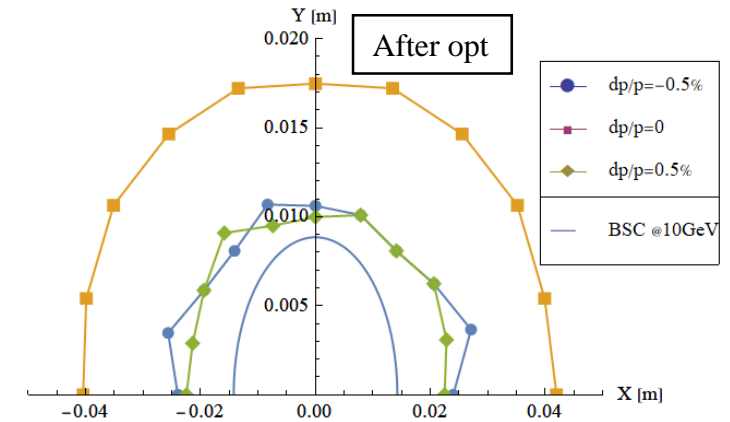 Y [m]
After opt
0.020
0.015
0.010
0.005
dp/p=−0.5%
dp/p=0
dp/p=0.5%
BSC @10GeV
−0.04
−0.02
0.00
0.02
0.04
X [m]